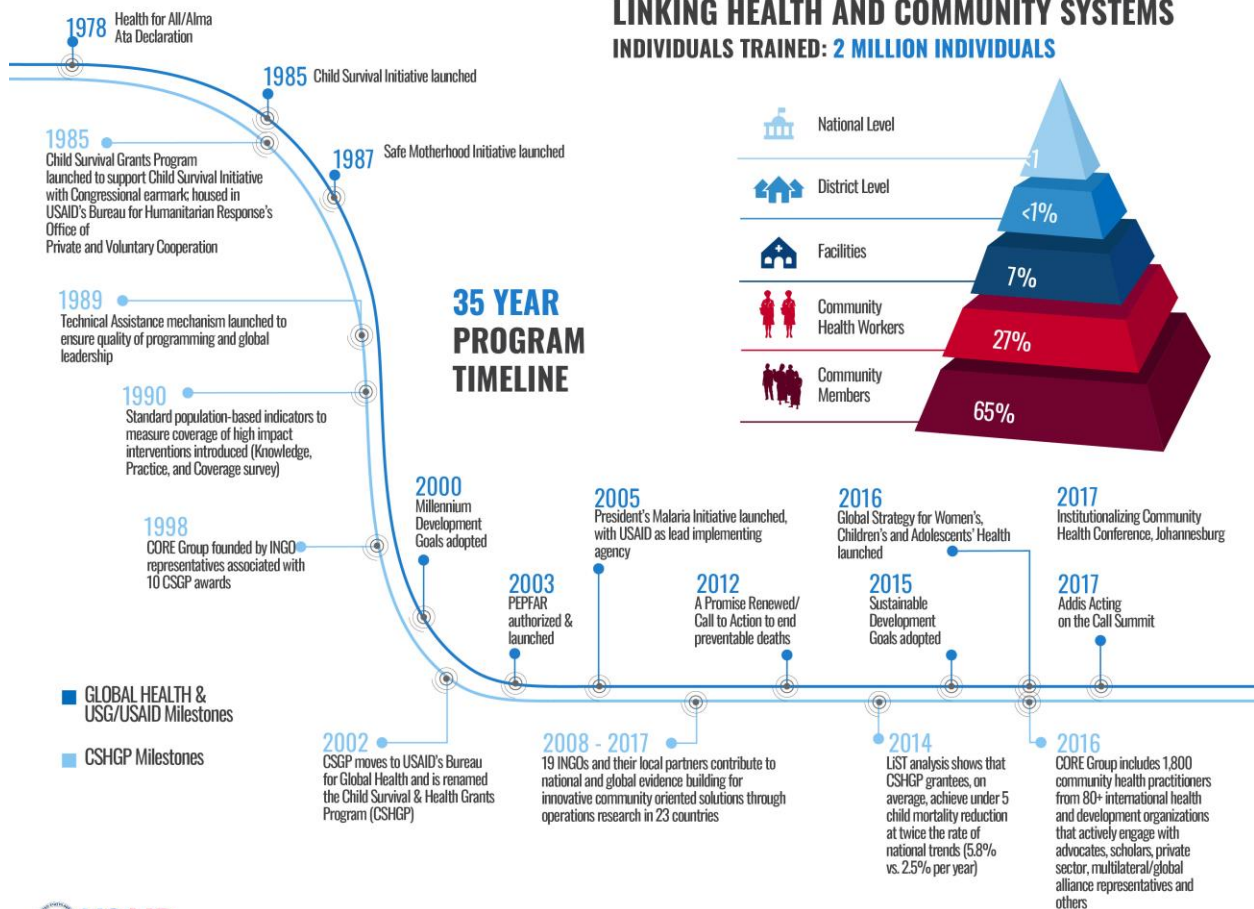 LINKING HEALTH AND COMMUNITY SYSTEMS
INDIVIDUALS TRAINED: 2 MILLION INDIVIDUALS
National Level
<1
District Level
<1%
Facilities
7%
Community
Health Workers
27%
Community
Members
65%
1978
Health for All/Alma
Ata Declaration
1985
Child Survival Initiative launched
1985
Child Survival Grants Program
launched to support Child Survival Initiative
with Congressional earmark; housed in
USAID's Bureau for Humanitarian Response's
Office of
Private and Voluntary Cooperation
1987
Safe Motherhood Initiative launched
35 YEAR
PROGRAM
TIMELINE
1989
Technical Assistance mechanism launched to
ensure quality of programming and global
leadership
1990
Standard population-based indicators to
measure coverage of high impact
interventions introduced (Knowledge,
Practice, and Coverage survey)
1998
CORE Group founded by INGO
representatives associated with
10 CSGP awards
2000
Millennium
Development
Goals adopted
2003
PEPFAR
authorized &
launched
2005
President's Malaria Initiative launched,
with USAID as lead implementing
agency
2012
A Promise Renewed/
Call to Action to end
preventable deaths
2016
Global Strategy for Women's,
Children's and Adolescents' Health
launched
2015
Sustainable
Development
Goals adopted
2017
Institutionalizing Community
Health Conference, Johannesburg
2017
Addis Acting
on the Call Summit
GLOBAL HEALTH &
USG/USAID Milestones
CSHGP Milestones
2002
CSGP moves to USAID's Bureau
for Global Health and is renamed
the Child Survival & Health Grants
Program (CSHGP)
2008 - 2017
19 INGOs and their local partners contribute to
national and global evidence building for
innovative community oriented solutions through
operations research in 23 countries
2014
LiST analysis shows that
CSHGP grantees, on
average, achieve under 5
child mortality reduction
at twice the rate of
national trends (5.8%
vs. 2.5% per year)
2016
CORE Group includes 1,800
community health practitioners
from 80+ international health
and development organizations
that actively engage with
advocates, scholars, private
sector, multilateral/global
alliance representatives and
others